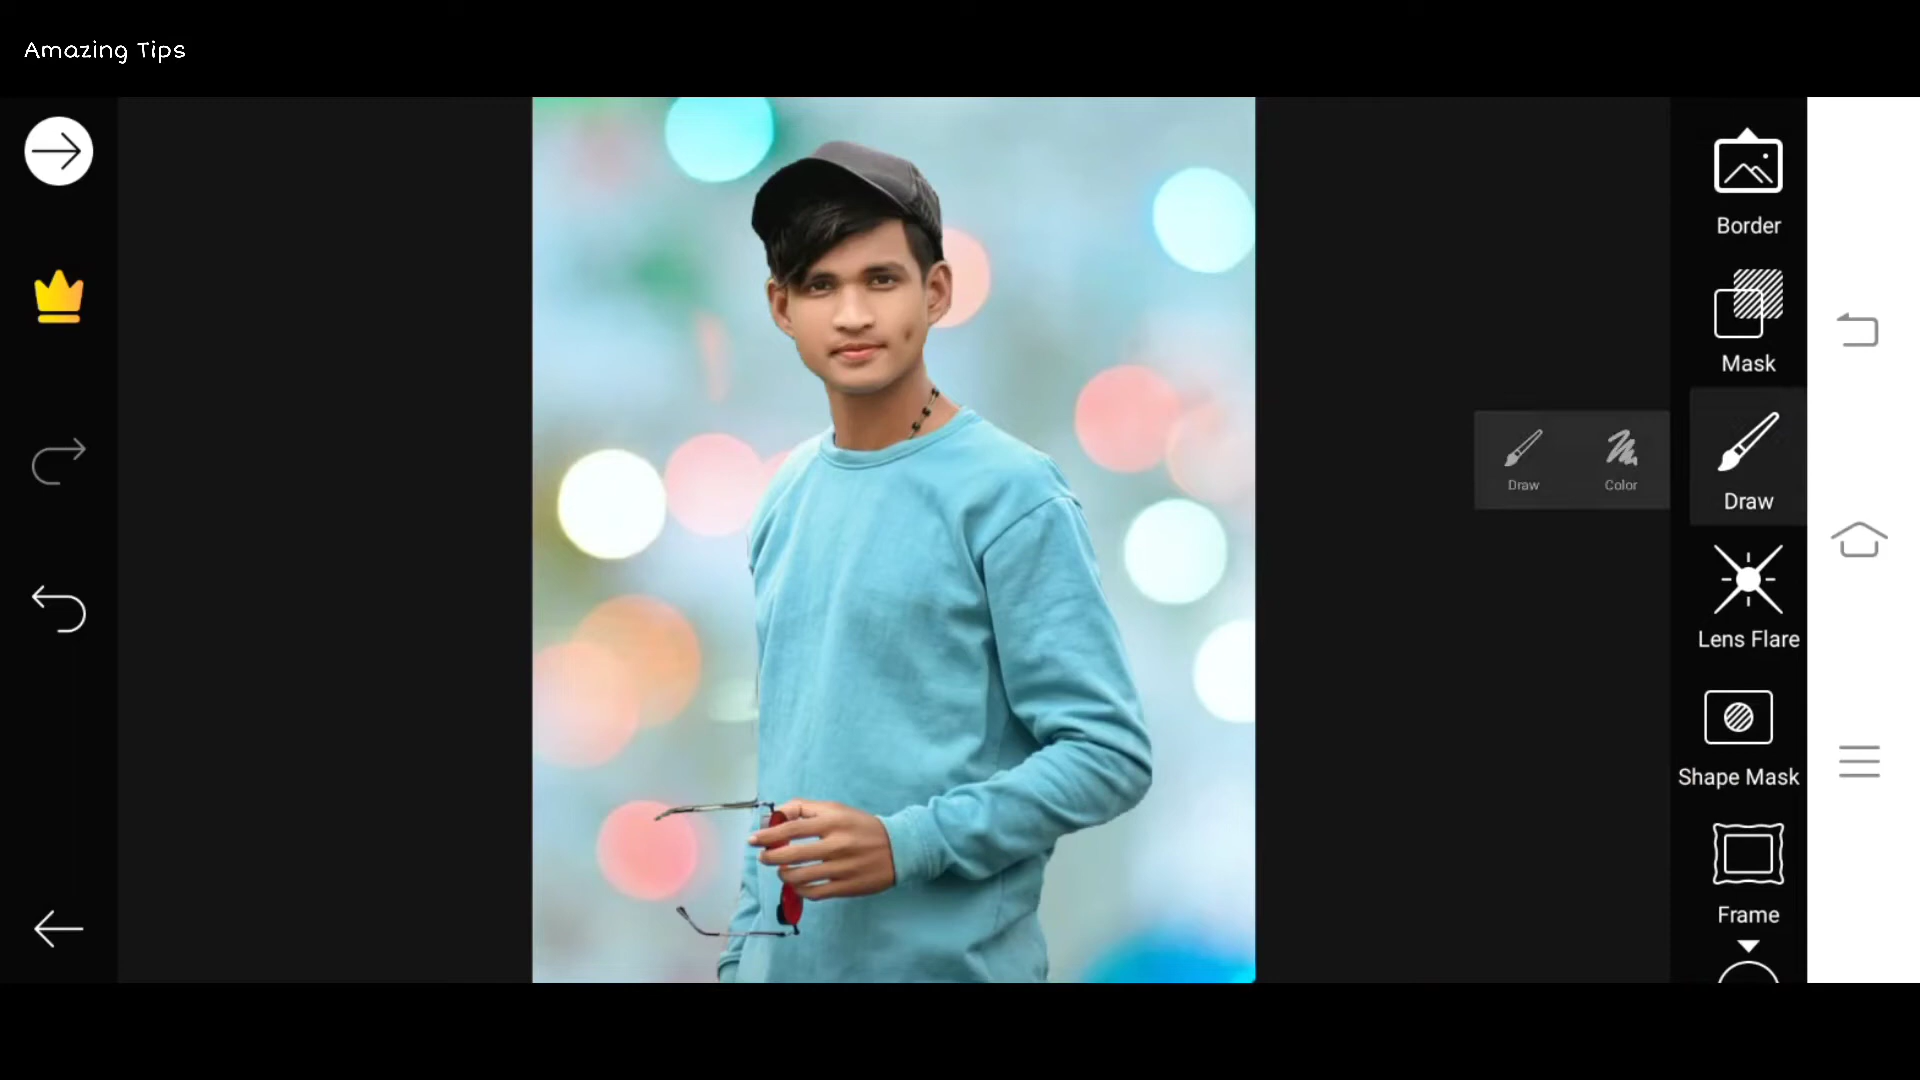 Amazing Tips
Border
Mask
Draw
Color
Draw
Lens Flare
Shape Mask
Frame